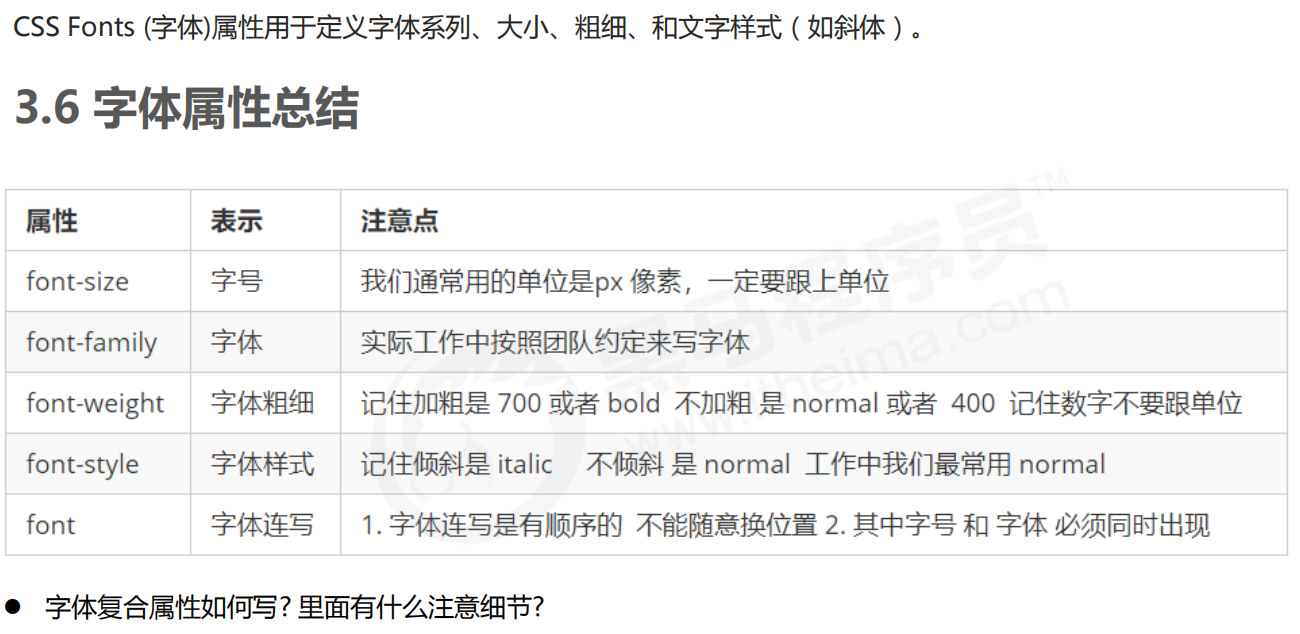 CSS Fonts (字体)属性用于定义字体系列、大小、粗细、和文字样式（如斜体）。
3.6 字体属性总结
属性 表示 注意点
font-size 字号 我们通常用的单位是px 像素，一定要跟上单位
font-family 字体 实际工作中按照团队约定来写字体
font-weight 字体粗细 记住加粗是 700 或者 bold 不加粗 是 normal 或者 400 记住数字不要跟单位
font-style 字体样式 记住倾斜是 italic 不倾斜 是 normal 工作中我们最常用 normal
font 字体连写 1. 字体连写是有顺序的 不能随意换位置 2. 其中字号 和 字体 必须同时出现
黑马程序员TM
www.itheima.com
● 字体复合属性如何写? 里面有什么注意细节?